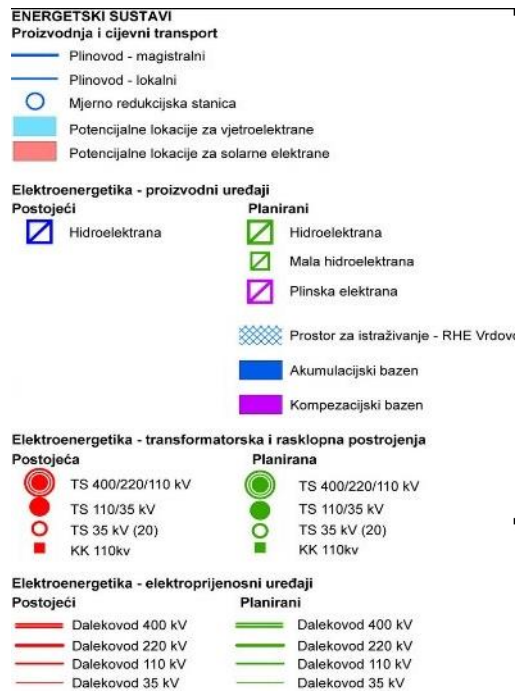 ENERGETSKI SUSTAVI
Proizvodnja i cijevni transport
Plinovod - magistralni
Plinovod - lokalni
Mjerno redukcijska stanica
Potencijalne lokacije za vjetroelektrane
Potencijalne lokacije za solarne elektrane
Elektroenergetika - proizvodni uređaji
Postojeći Planirani
Hidroelektrana Hidroelektrana
Mala hidroelektrana
Plinska elektrana
Prostor za istraživanje - RHE Vrdovo
Akumulacijski bazen
Kompezacijski bazen
Elektroenergetika - transformatorska i rasklopna postrojenja
Postojeća Planirana
TS 400/220/110 kV TS 400/220/110 kV
TS 110/35 kV TS 110/35 kV
TS 35 kV (20) TS 35 kV (20)
KK 110kv KK 110kv
Elektroenergetika - elektroprijenosni uređaji
Postojeći Planirani
Dalekovod 400 kV Dalekovod 400 kV
Dalekovod 220 kV Dalekovod 220 kV
Dalekovod 110 kV Dalekovod 110 kV
Dalekovod 35 kV Dalekovod 35 kV